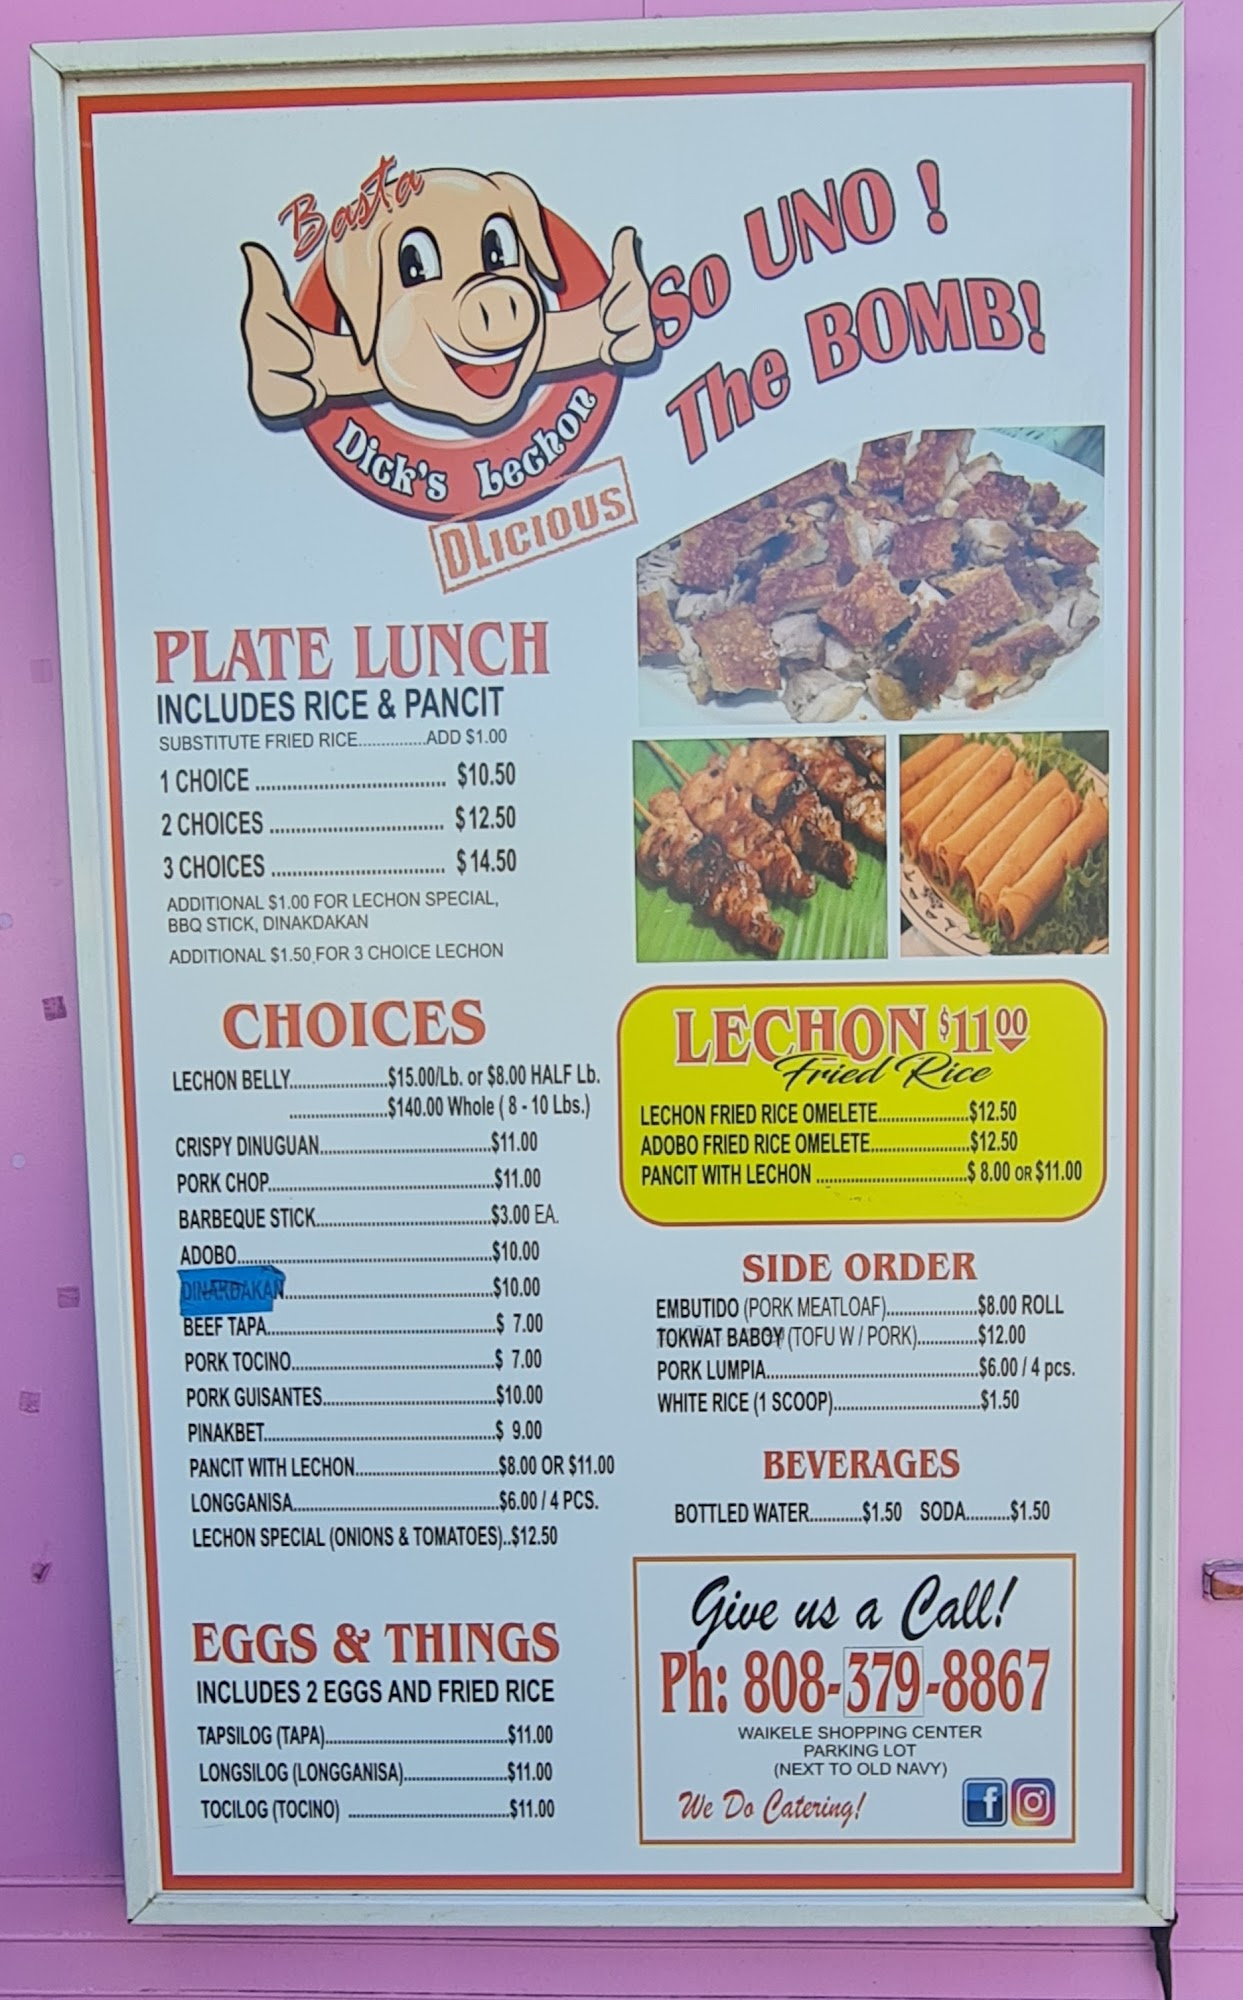 Basta
Dick's Lechon
DLicious
So UNO !
The BOMB!
PLATE LUNCH
INCLUDES RICE & PANCIT
SUBSTITUTE FRIED RICE..............ADD $1.00
1 CHOICE .................................... $10.50
2 CHOICES ................................. $12.50
3 CHOICES ................................. $14.50
ADDITIONAL $1.00 FOR LECHON SPECIAL,
BBQ STICK, DINAKDAKAN
ADDITIONAL $1.50 FOR 3 CHOICE LECHON
CHOICES
LECHON BELLY......................$15.00/Lb. or $8.00 HALF Lb.
......................$140.00 Whole ( 8 - 10 Lbs.)
CRISPY DINUGUAN.......................................$11.00
PORK CHOP...................................................$11.00
BARBEQUE STICK........................................$3.00 EA.
ADOBO..........................................................$10.00
DINAKDAKAN...............................................$10.00
BEEF TAPA....................................................$ 7.00
PORK TOCINO..............................................$ 7.00
PORK GUISANTES.......................................$10.00
PINAKBET.....................................................$ 9.00
PANCIT WITH LECHON................................$8.00 OR $11.00
LONGGANISA...............................................$6.00 / 4 PCS.
LECHON SPECIAL (ONIONS & TOMATOES)..$12.50
EGGS & THINGS
INCLUDES 2 EGGS AND FRIED RICE
TAPSILOG (TAPA)..........................................$11.00
LONGSILOG (LONGGANISA)........................$11.00
TOCILOG (TOCINO) .....................................$11.00
LECHON $11.00
Fried Rice
LECHON FRIED RICE OMELETE....................$12.50
ADOBO FRIED RICE OMELETE......................$12.50
PANCIT WITH LECHON ..................................$ 8.00 OR $11.00
SIDE ORDER
EMBUTIDO (PORK MEATLOAF)....................$8.00 ROLL
TOKWAT BABOY (TOFU W / PORK).............$12.00
PORK LUMPIA...............................................$6.00 / 4 pcs.
WHITE RICE (1 SCOOP)................................$1.50
BEVERAGES
BOTTLED WATER............$1.50 SODA..........$1.50
Give us a Call!
Ph: 808-379-8867
WAIKELE SHOPPING CENTER
PARKING LOT
(NEXT TO OLD NAVY)
We Do Catering!
f